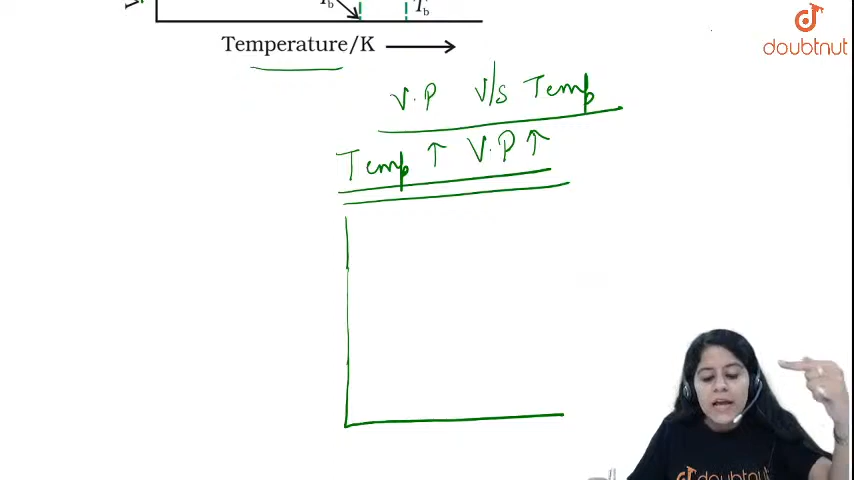 V
T_b
T_b
Temperature/K
doubtnut
V.P V/S Temp
Temp ↑ V.P ↑
doubtnut